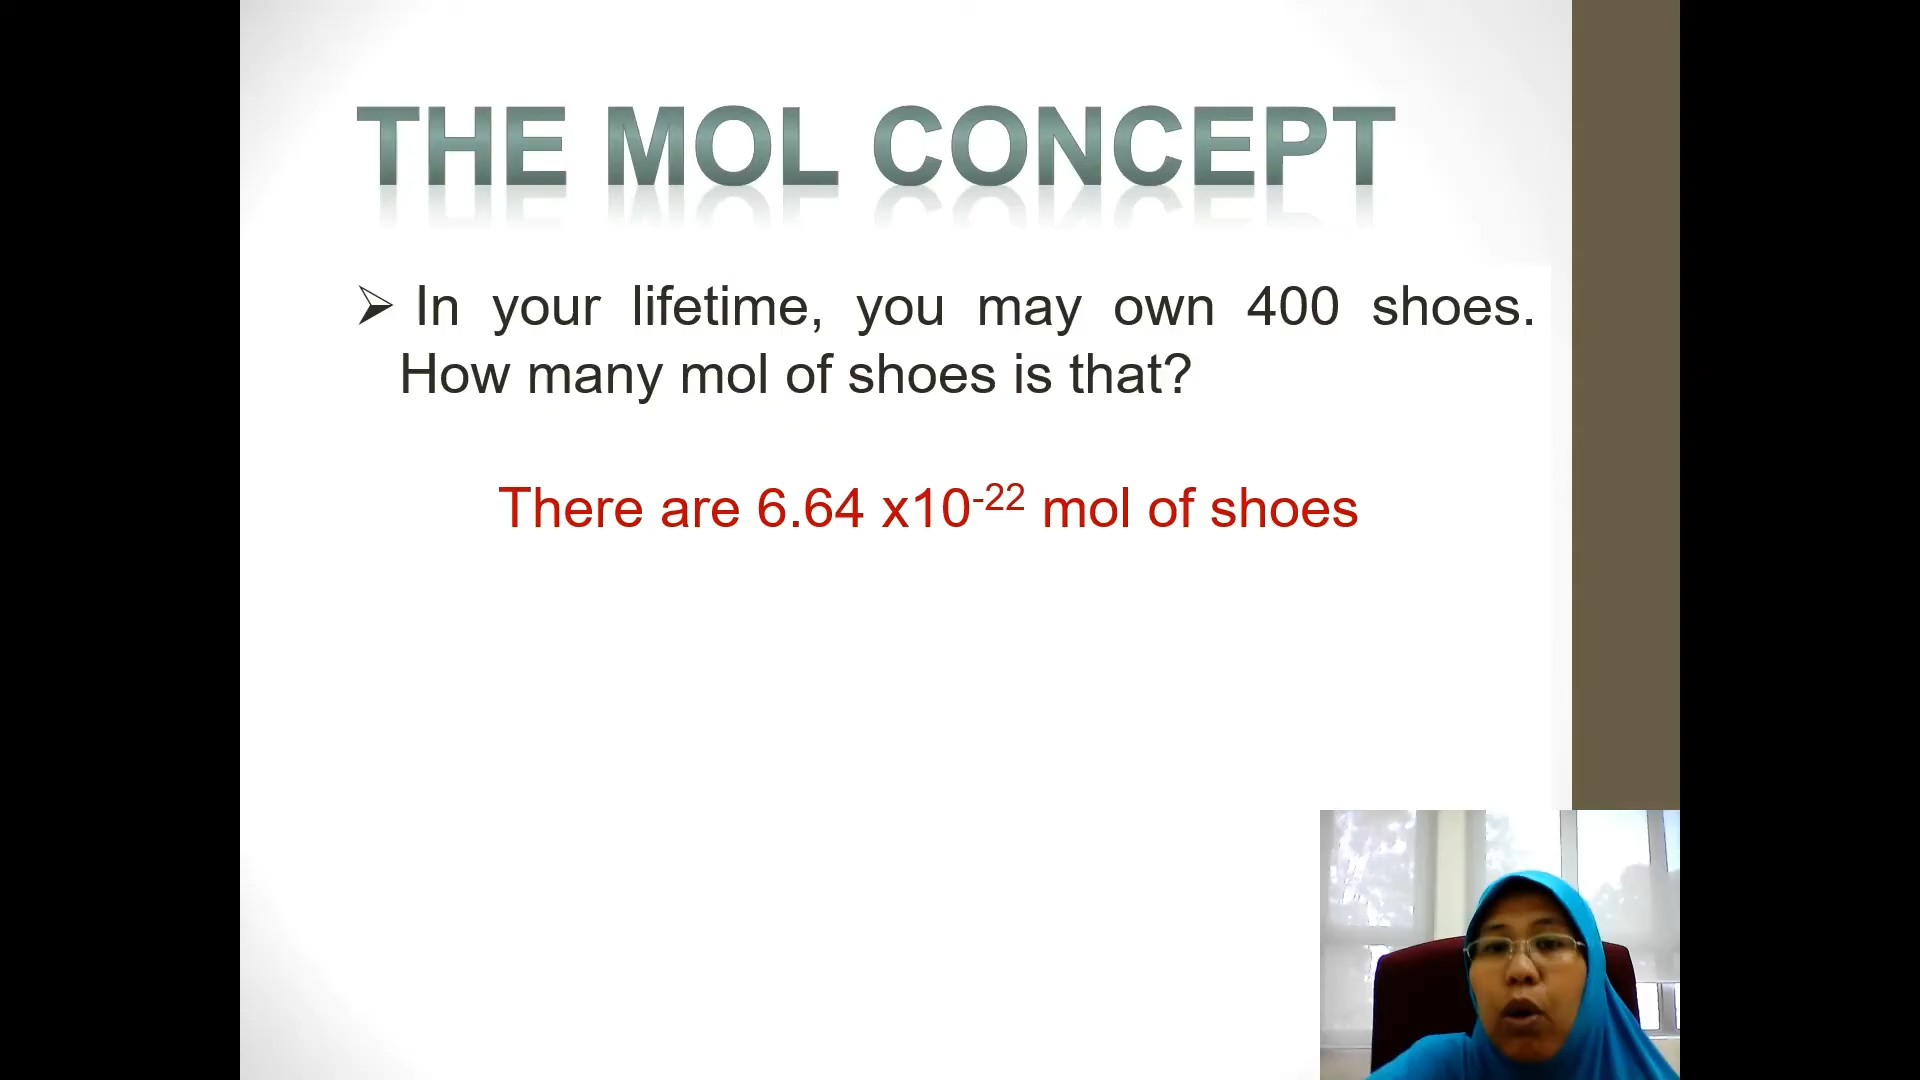 THE MOL CONCEPT
➢ In your lifetime, you may own 400 shoes.
How many mol of shoes is that?
There are 6.64 x10⁻²² mol of shoes